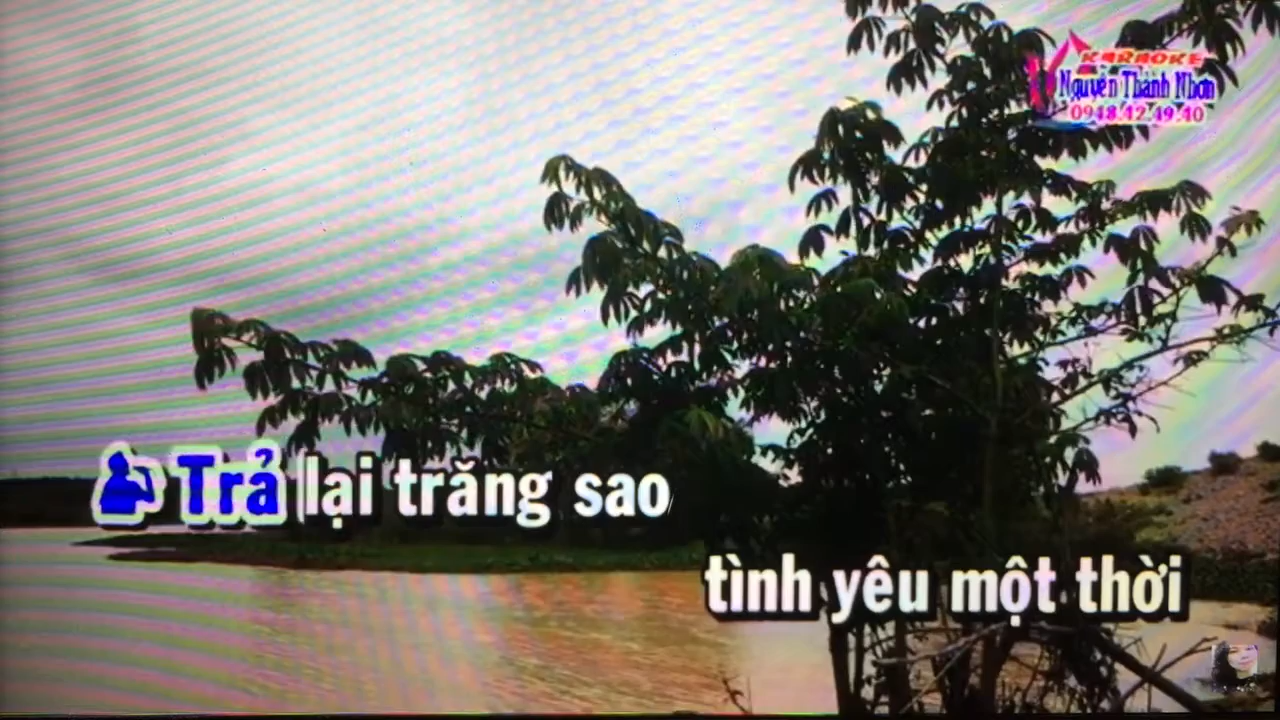 KARAOKE
Nguyễn Thành Nhơn
0948.42.49.40
Trả lại trăng sao
tình yêu một thời